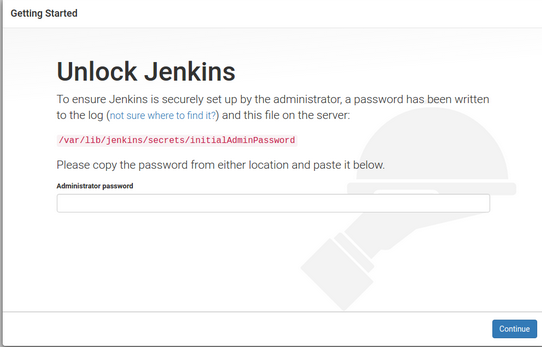 Getting Started
Unlock Jenkins
To ensure Jenkins is securely set up by the administrator, a password has been written
to the log (not sure where to find it?) and this file on the server:
/var/lib/jenkins/secrets/initialAdminPassword
Please copy the password from either location and paste it below.
Administrator password
Continue